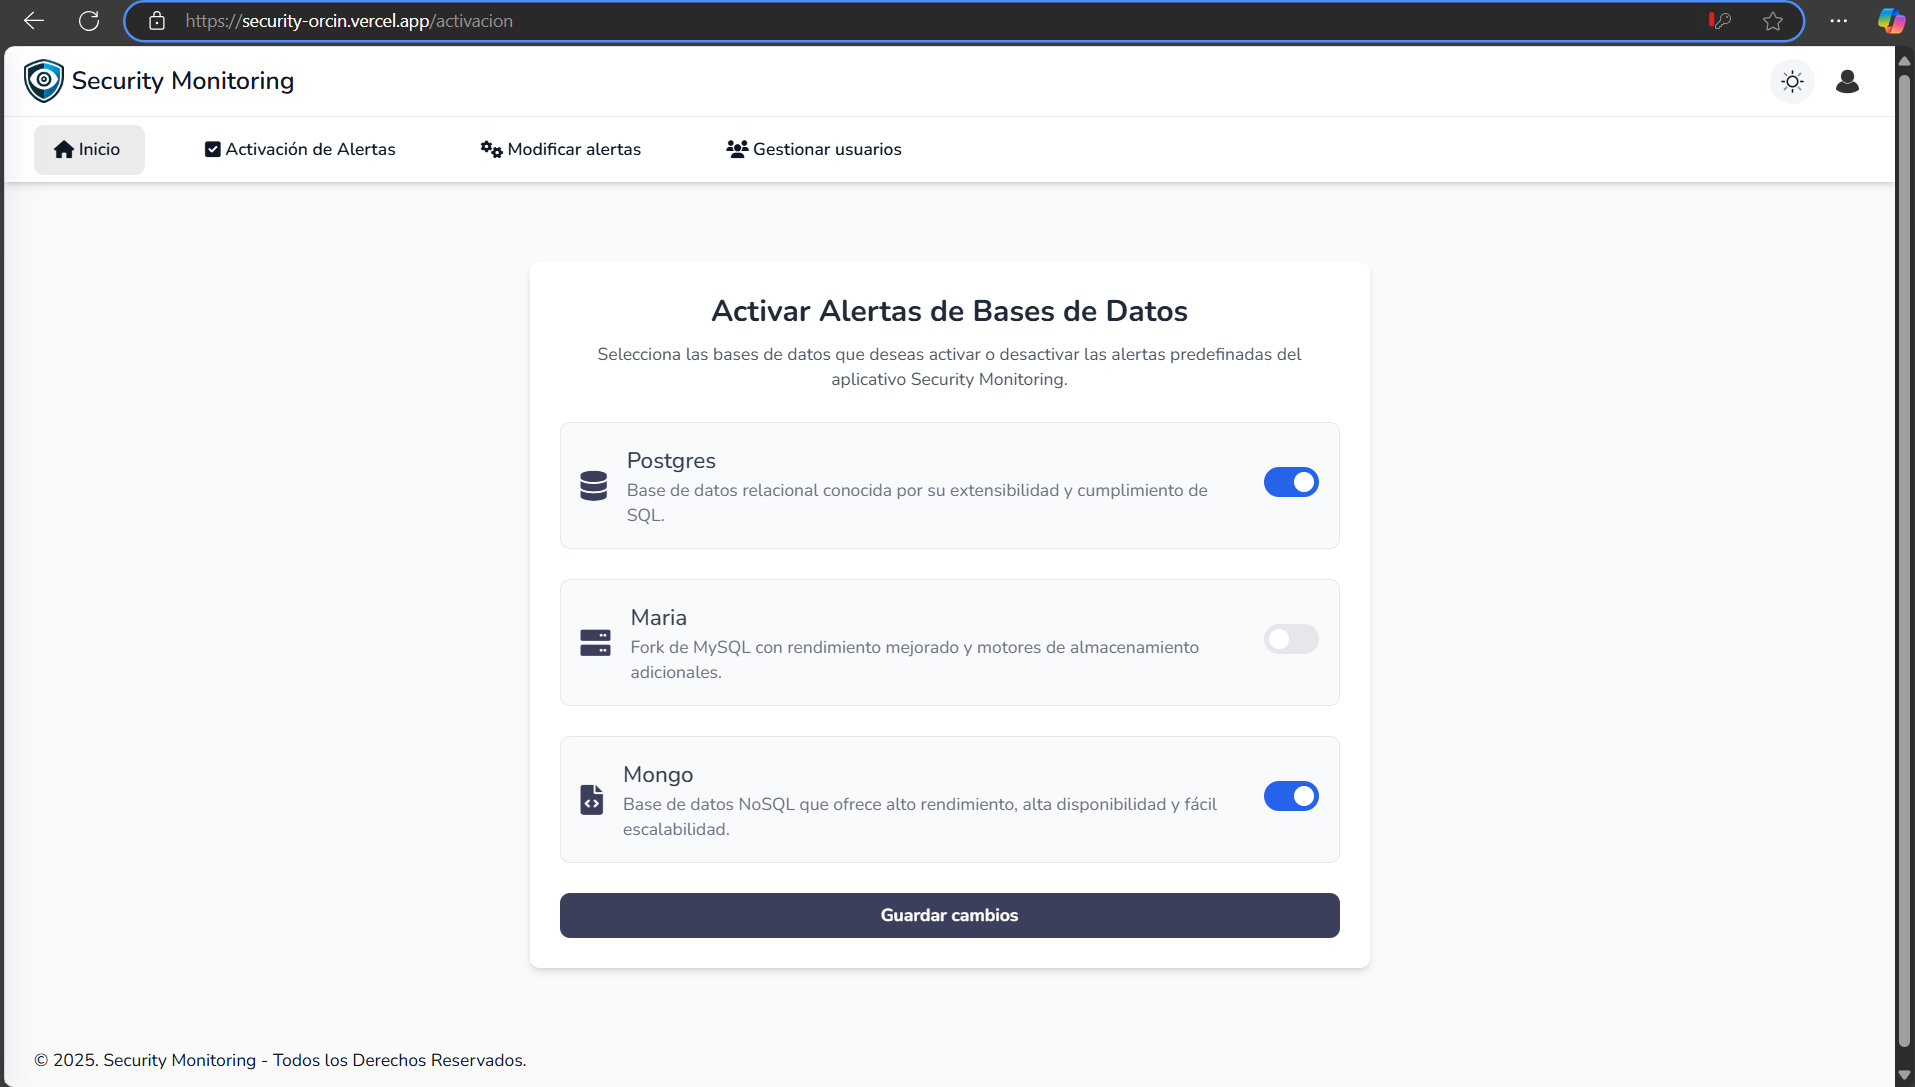 https://security-orcin.vercel.app/activacion
Security Monitoring
Inicio
Activación de Alertas
Modificar alertas
Gestionar usuarios
Activar Alertas de Bases de Datos
Selecciona las bases de datos que deseas activar o desactivar las alertas predefinadas del
aplicativo Security Monitoring.
Postgres
Base de datos relacional conocida por su extensibilidad y cumplimiento de
SQL.
Maria
Fork de MySQL con rendimiento mejorado y motores de almacenamiento
adicionales.
Mongo
Base de datos NoSQL que ofrece alto rendimiento, alta disponibilidad y fácil
escalabilidad.
Guardar cambios
© 2025. Security Monitoring - Todos los Derechos Reservados.